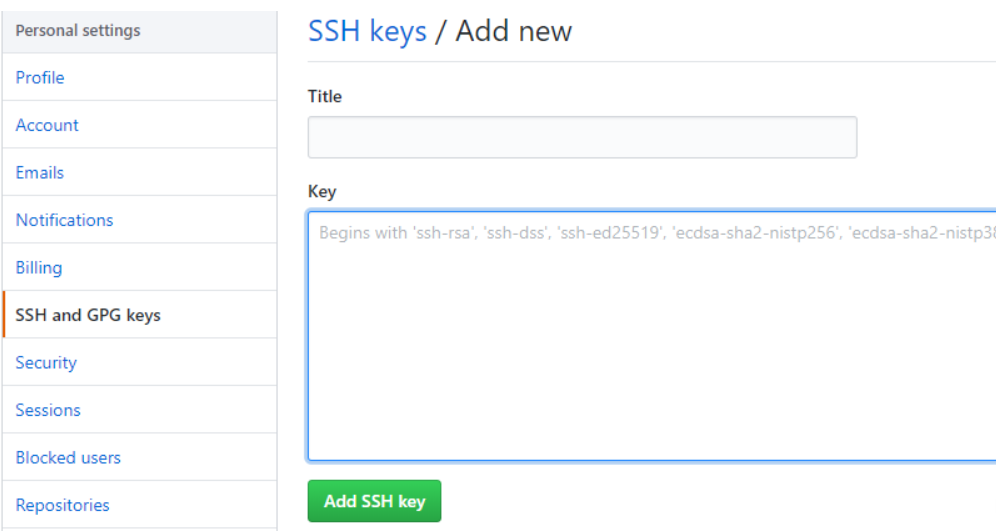 Personal settings
Profile
Account
Emails
Notifications
Billing
SSH and GPG keys
Security
Sessions
Blocked users
Repositories
SSH keys / Add new
Title
Key
Begins with 'ssh-rsa', 'ssh-dss', 'ssh-ed25519', 'ecdsa-sha2-nistp256', 'ecdsa-sha2-nistp38
Add SSH key